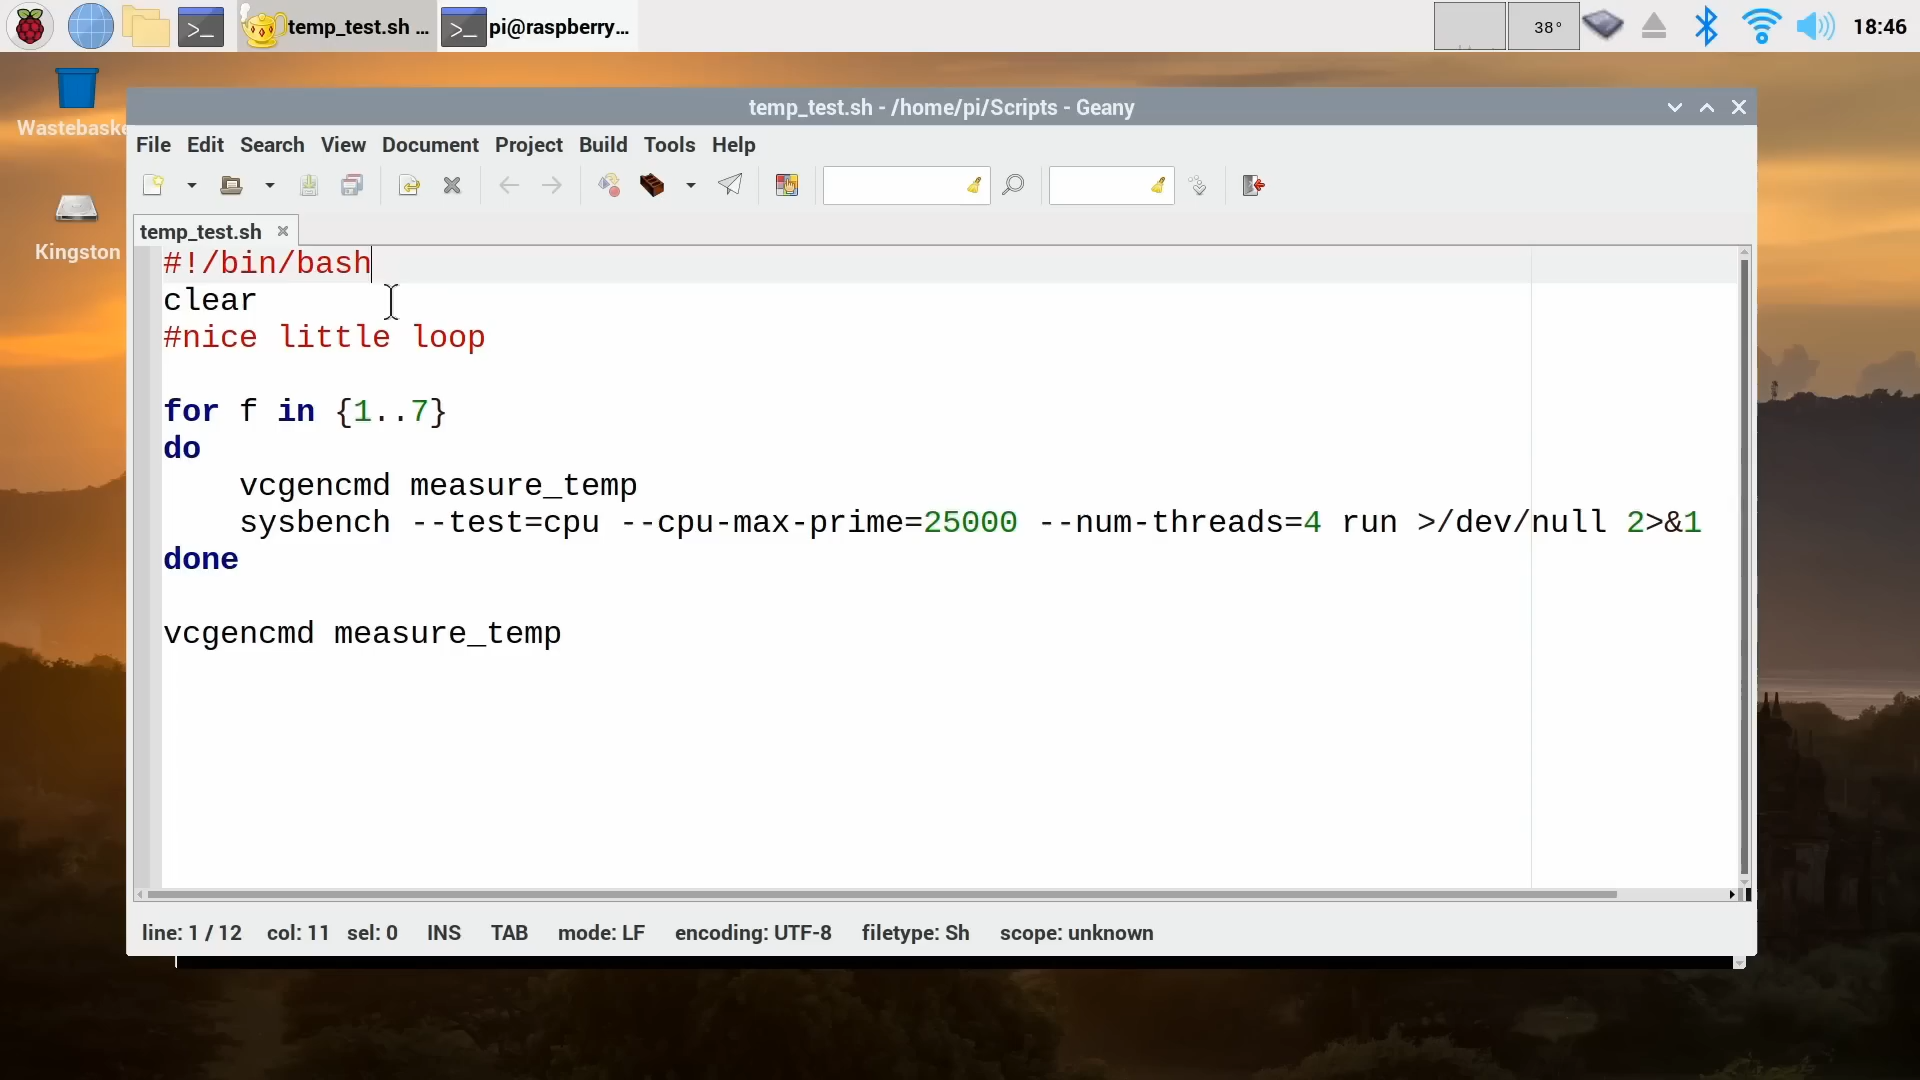 temp_test.sh ...
pi@raspberry...
38°
18:46
Wastebaske
Kingston
temp_test.sh - /home/pi/Scripts - Geany
File Edit Search View Document Project Build Tools Help
temp_test.sh
#!/bin/bash
clear
#nice little loop
for f in {1..7}
do
vcgencmd measure_temp
sysbench --test=cpu --cpu-max-prime=25000 --num-threads=4 run >/dev/null 2>&1
done
vcgencmd measure_temp
line: 1 / 12 col: 11 sel: 0 INS TAB mode: LF encoding: UTF-8 filetype: Sh scope: unknown